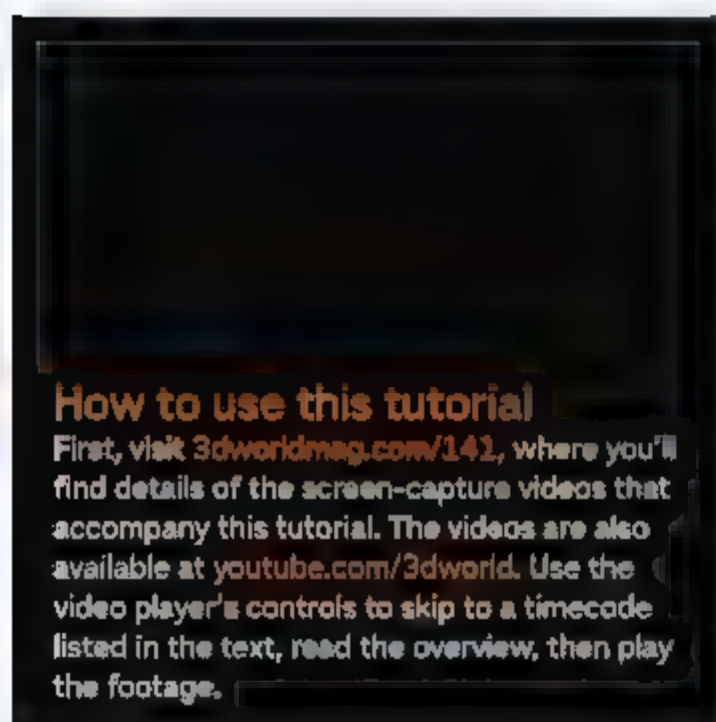 How to use this tutorial
First, visit 3dworldmag.com/141, where you'll
find details of the screen-capture videos that
accompany this tutorial. The videos are also
available at youtube.com/3dworld. Use the
video player's controls to skip to a timecode
listed in the text, read the overview, then play
the footage.